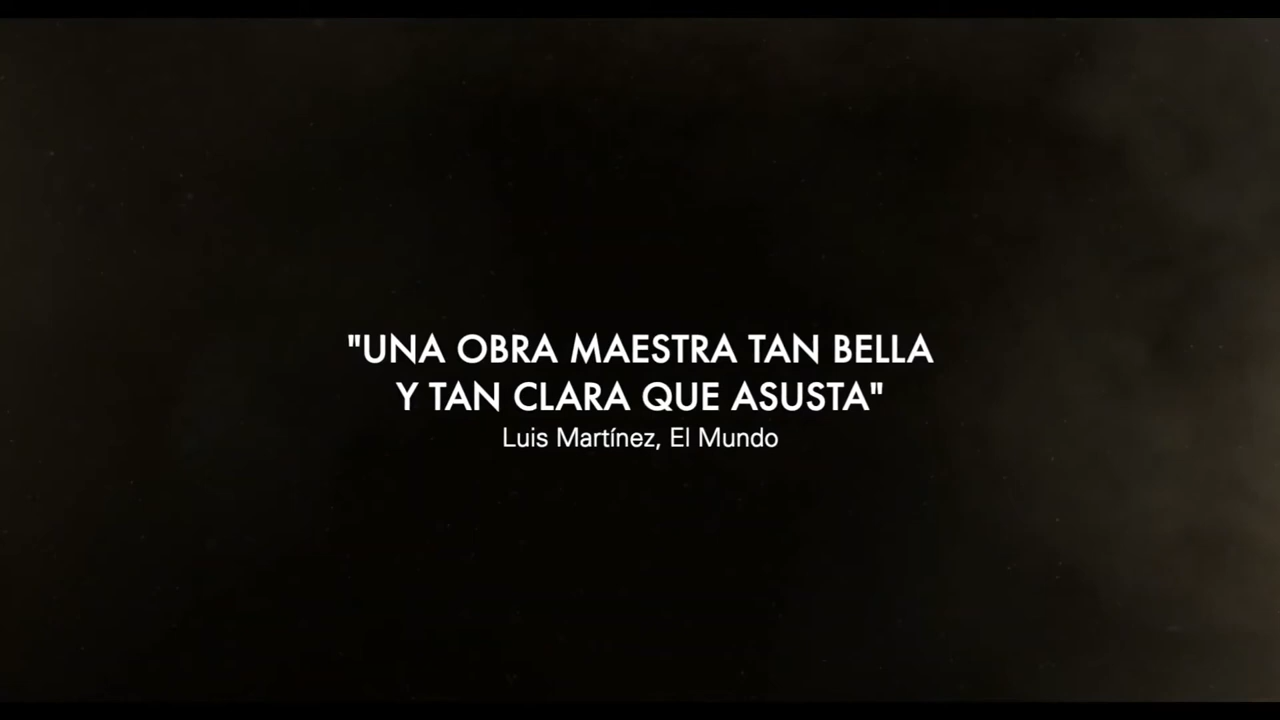 "UNA OBRA MAESTRA TAN BELLA
Y TAN CLARA QUE ASUSTA"
Luis Martínez, El Mundo